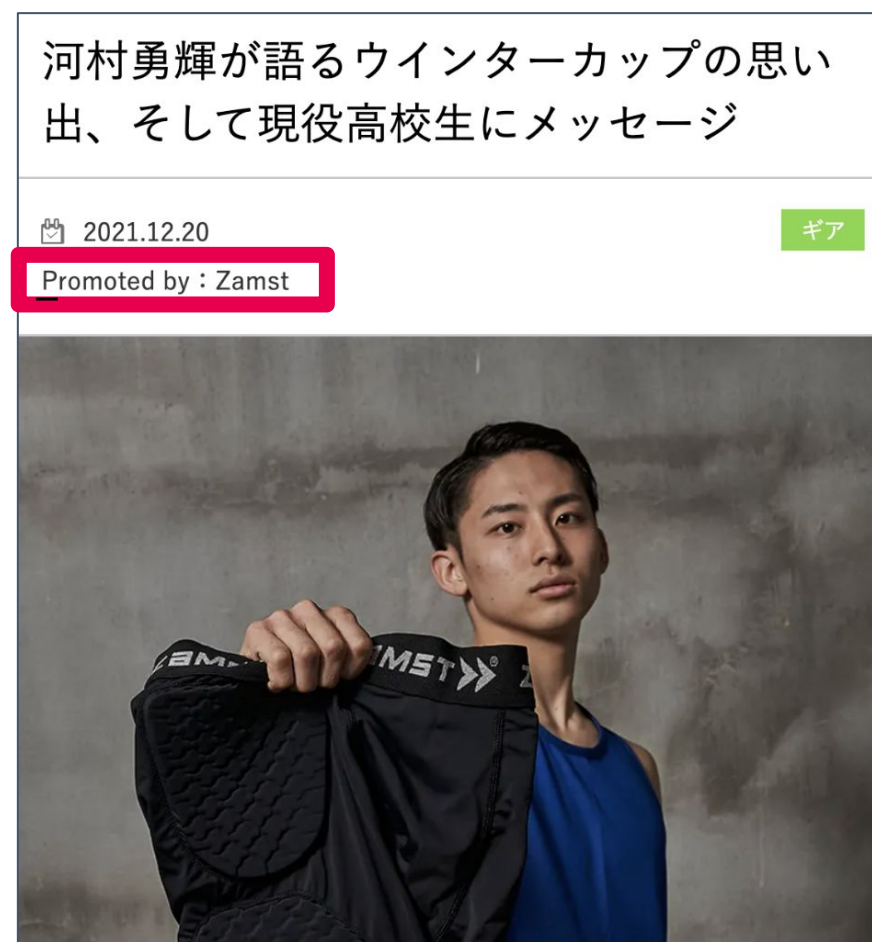 河村勇輝が語るウインターカップの思い
出、そして現役高校生にメッセージ
2021.12.20
ギア
Promoted by：Zamst
ZAMST